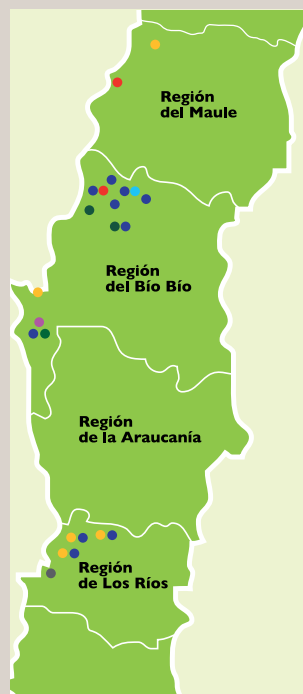 Región
del Maule
Región
del Bío Bío
Región
de la Araucanía
Región
de Los Ríos